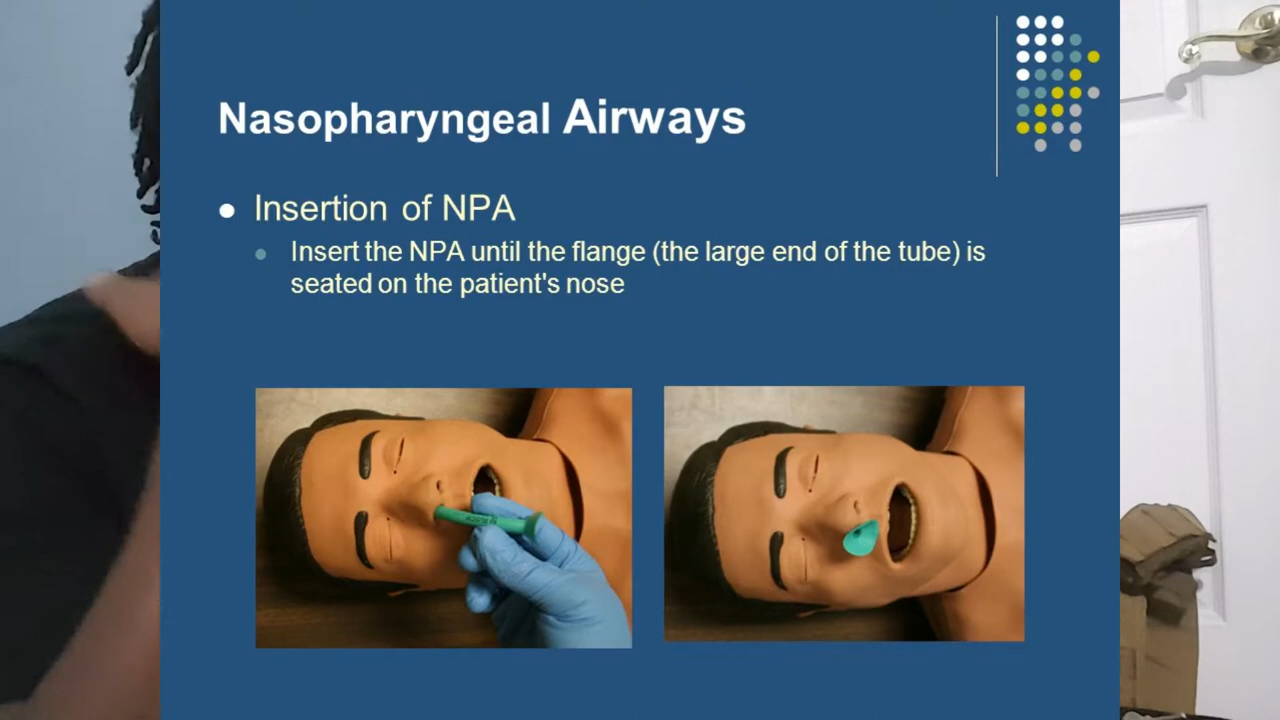 Nasopharyngeal Airways
Insertion of NPA
Insert the NPA until the flange (the large end of the tube) is
seated on the patient's nose